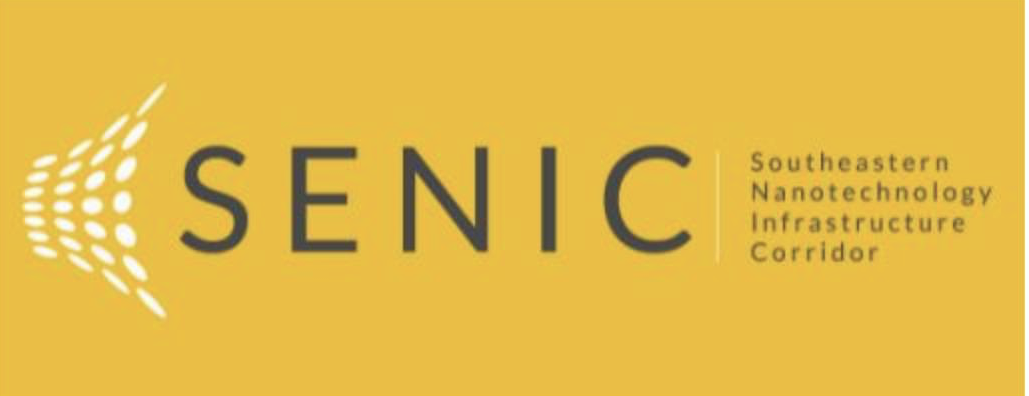 SENIC
Southeastern
Nanotechnology
Infrastructure
Corridor